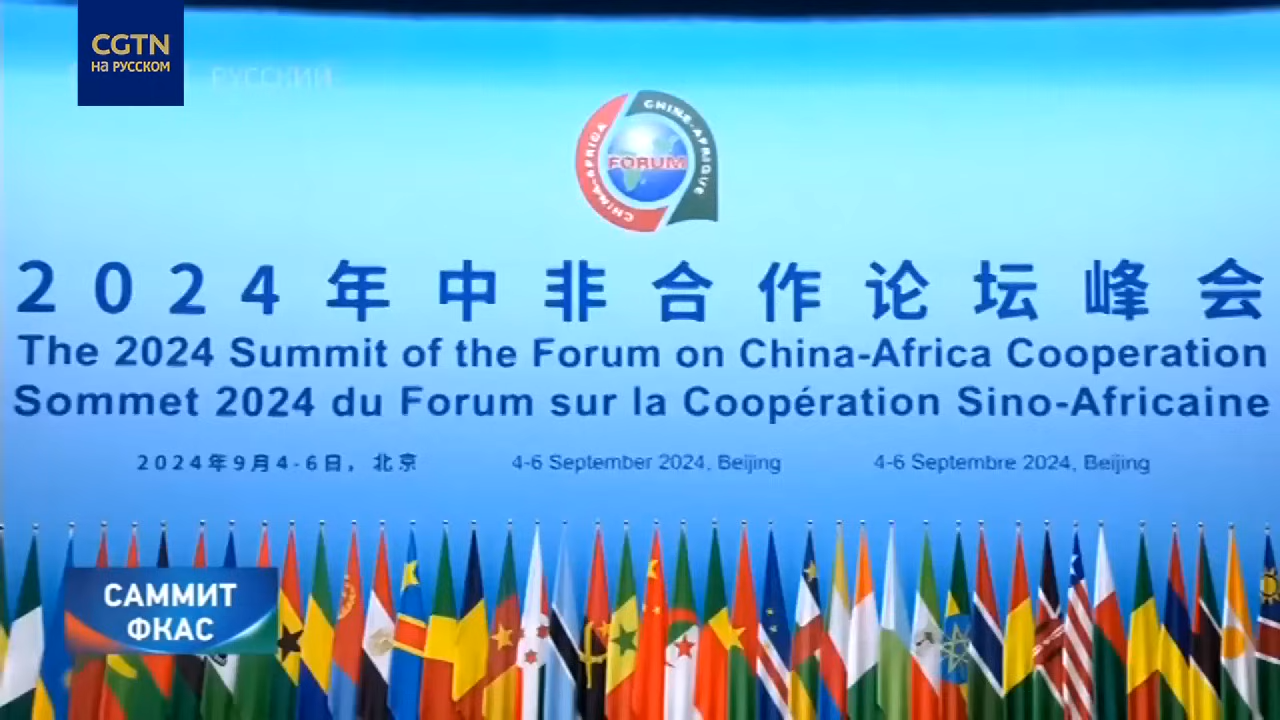 CGTN
на русском
РУССКИЙ
CHINA-AFRIQUE
CHINA-AFRICA
FORUM
2024年中非合作论坛峰会
The 2024 Summit of the Forum on China-Africa Cooperation
Sommet 2024 du Forum sur la Coopération Sino-Africaine
2024年9月4-6日，北京
4-6 September 2024, Beijing
4-6 Septembre 2024, Beijing
САММИТ
ФКАС